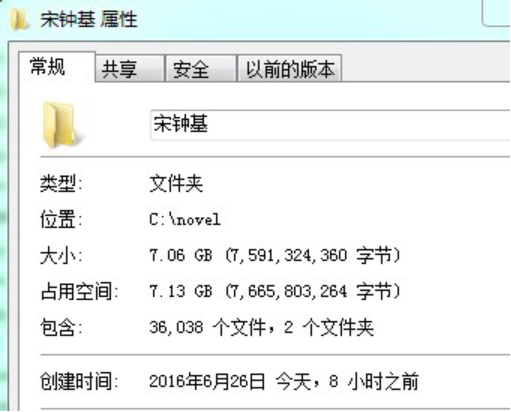 宋钟基 属性
常规 共享 安全 以前的版本
宋钟基
类型: 文件夹
位置: C:\novel
大小: 7.06 GB (7,591,324,360 字节)
占用空间: 7.13 GB (7,665,803,264 字节)
包含: 36,038 个文件，2 个文件夹
创建时间: 2016年6月26日 今天，8 小时之前